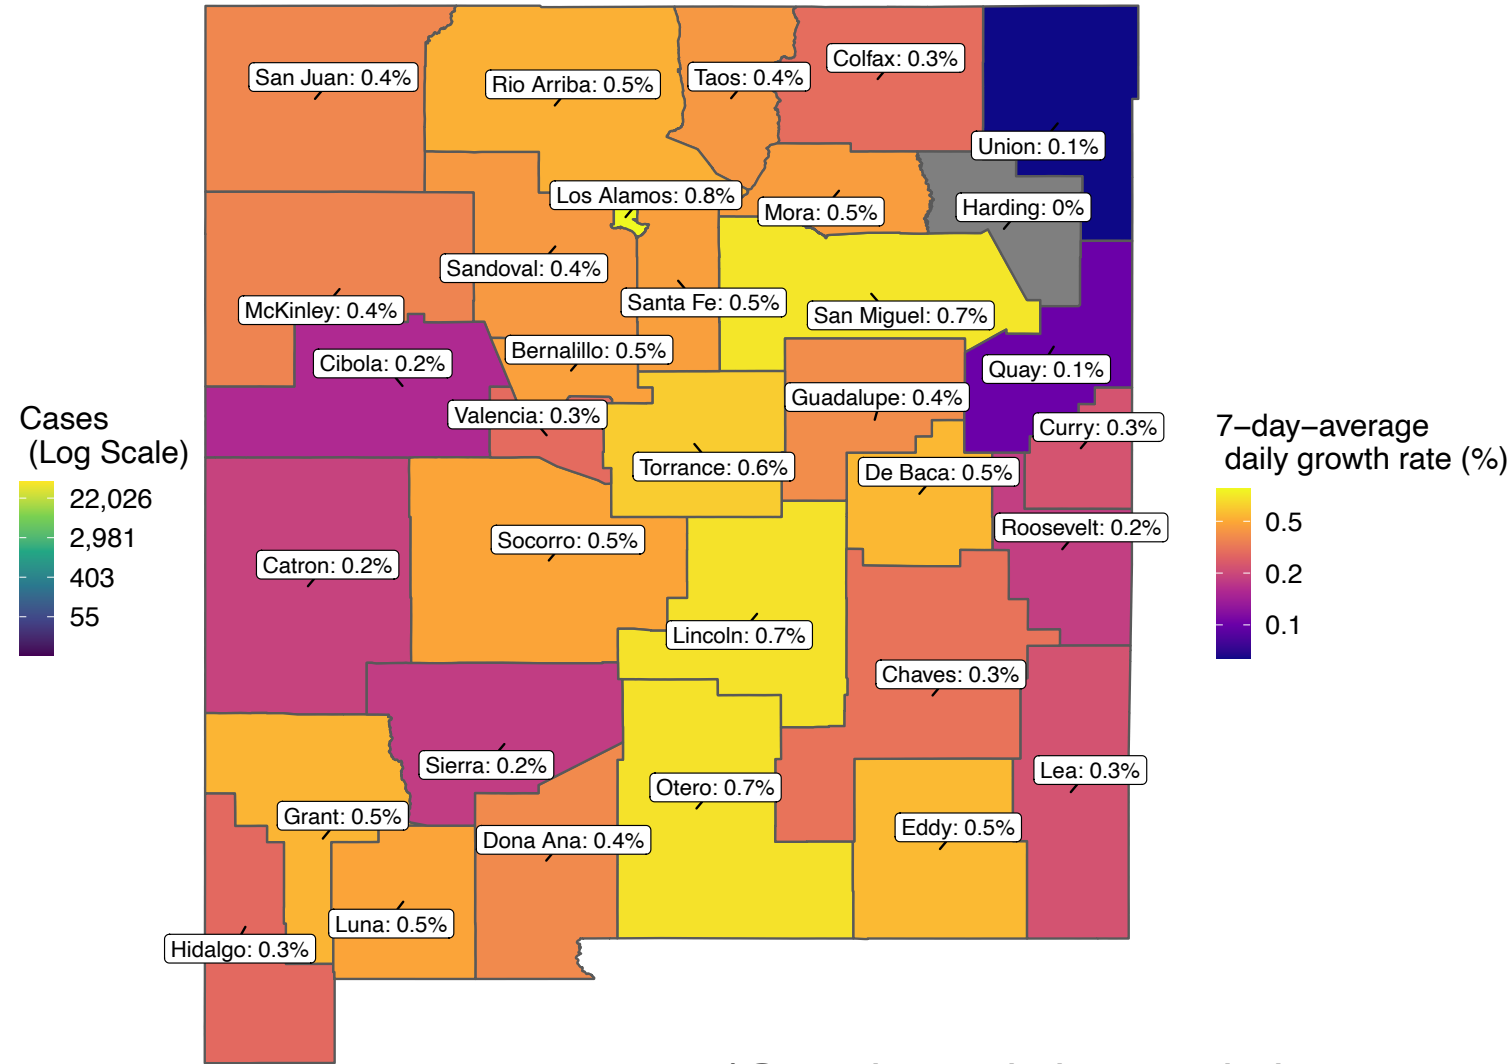 San Juan: 0.4%
Rio Arriba: 0.5%
Taos: 0.4%
Colfax: 0.3%
Union: 0.1%
Los Alamos: 0.8%
Mora: 0.5%
Harding: 0%
Sandoval: 0.4%
McKinley: 0.4%
Santa Fe: 0.5%
San Miguel: 0.7%
Cibola: 0.2%
Bernalillo: 0.5%
Quay: 0.1%
Valencia: 0.3%
Guadalupe: 0.4%
Curry: 0.3%
Torrance: 0.6%
De Baca: 0.5%
Roosevelt: 0.2%
Socorro: 0.5%
Catron: 0.2%
Lincoln: 0.7%
Chaves: 0.3%
Sierra: 0.2%
Otero: 0.7%
Lea: 0.3%
Grant: 0.5%
Dona Ana: 0.4%
Eddy: 0.5%
Luna: 0.5%
Hidalgo: 0.3%
Cases
(Log Scale)
22,026
2,981
403
55
7−day−average
daily growth rate (%)
0.5
0.2
0.1